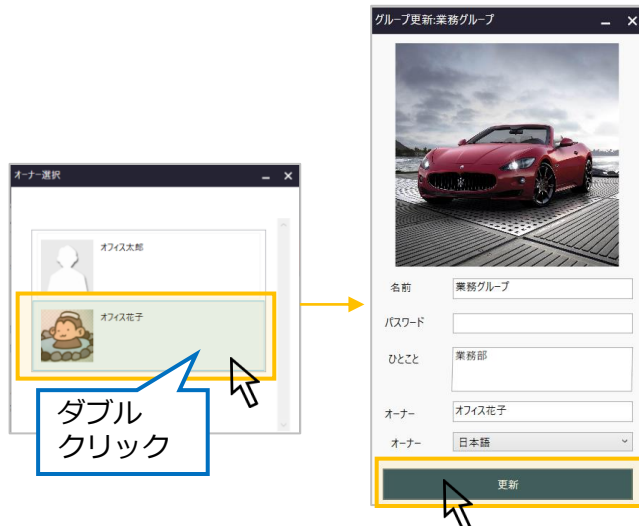 オーナー選択
オフィス太郎
オフィス花子
ダブル
クリック
グループ更新:業務グループ
名前
業務グループ
パスワード
ひとこと
業務部
オーナー
オフィス花子
オーナー
日本語
更新